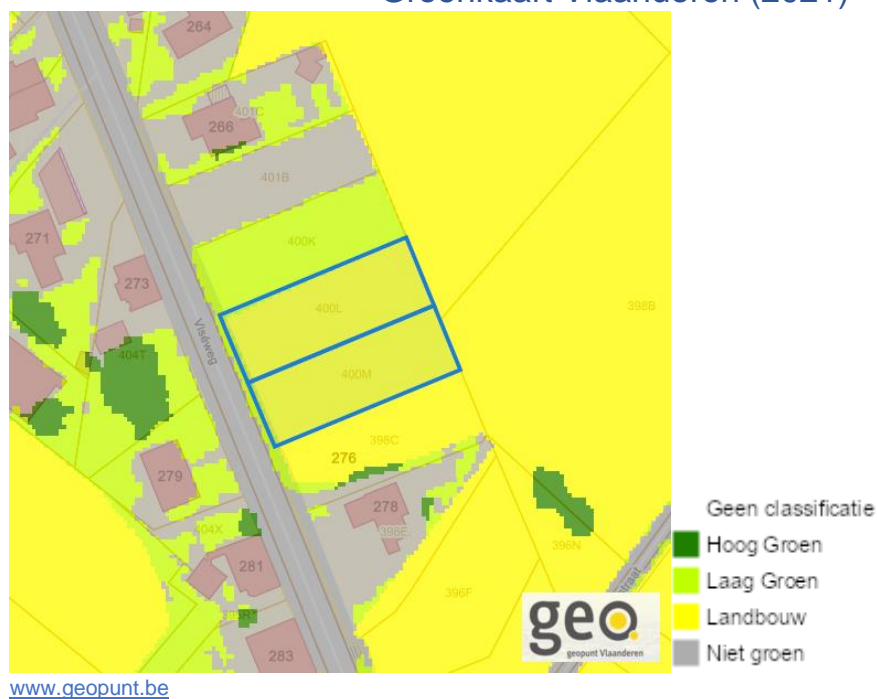 Groenkaart Vlaanderen (2021)
264
266
401C
401B
271
400K
273
400L
398B
Viséweg
404T
400M
398C
276
279
278
398E
404X
281
396N
396F
straat
283
geo
geopunt Vlaanderen
Geen classificatie
Hoog Groen
Laag Groen
Landbouw
Niet groen
www.geopunt.be